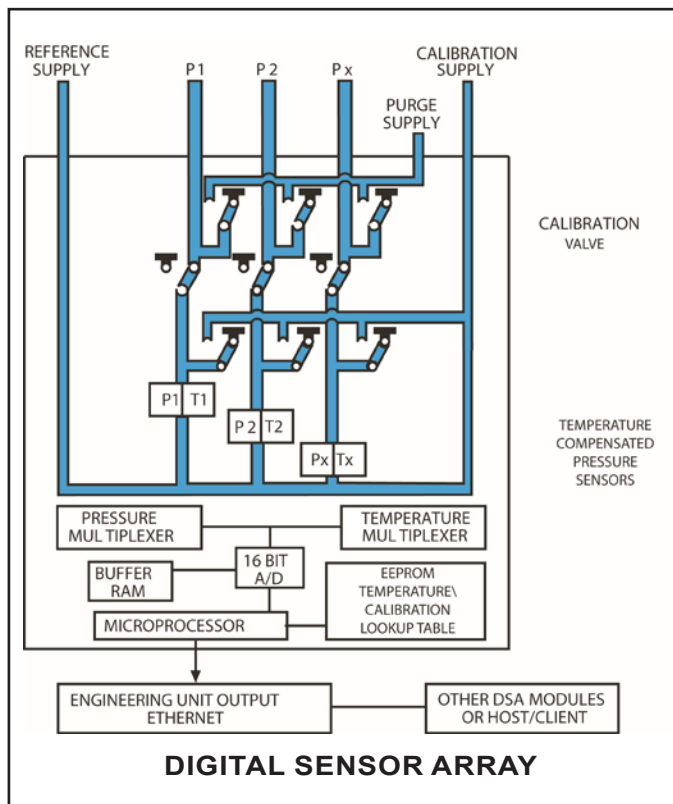 REFERENCE
SUPPLY
P 1
P 2
P x
CALIBRATION
SUPPLY
PURGE
SUPPLY
CALIBRATION
VALVE
P1 T1
P 2 T2
Px Tx
TEMPERATURE
COMPENSATED
PRESSURE
SENSORS
PRESSURE
MUL TIPLEXER
TEMPERATURE
MUL TIPLEXER
16 BIT
A/D
BUFFER
RAM
EEPROM
TEMPERATURE\
CALIBRATION
LOOKUP TABLE
MICROPROCESSOR
ENGINEERING UNIT OUTPUT
ETHERNET
OTHER DSA MODULES
OR HOST/CLIENT
DIGITAL SENSOR ARRAY